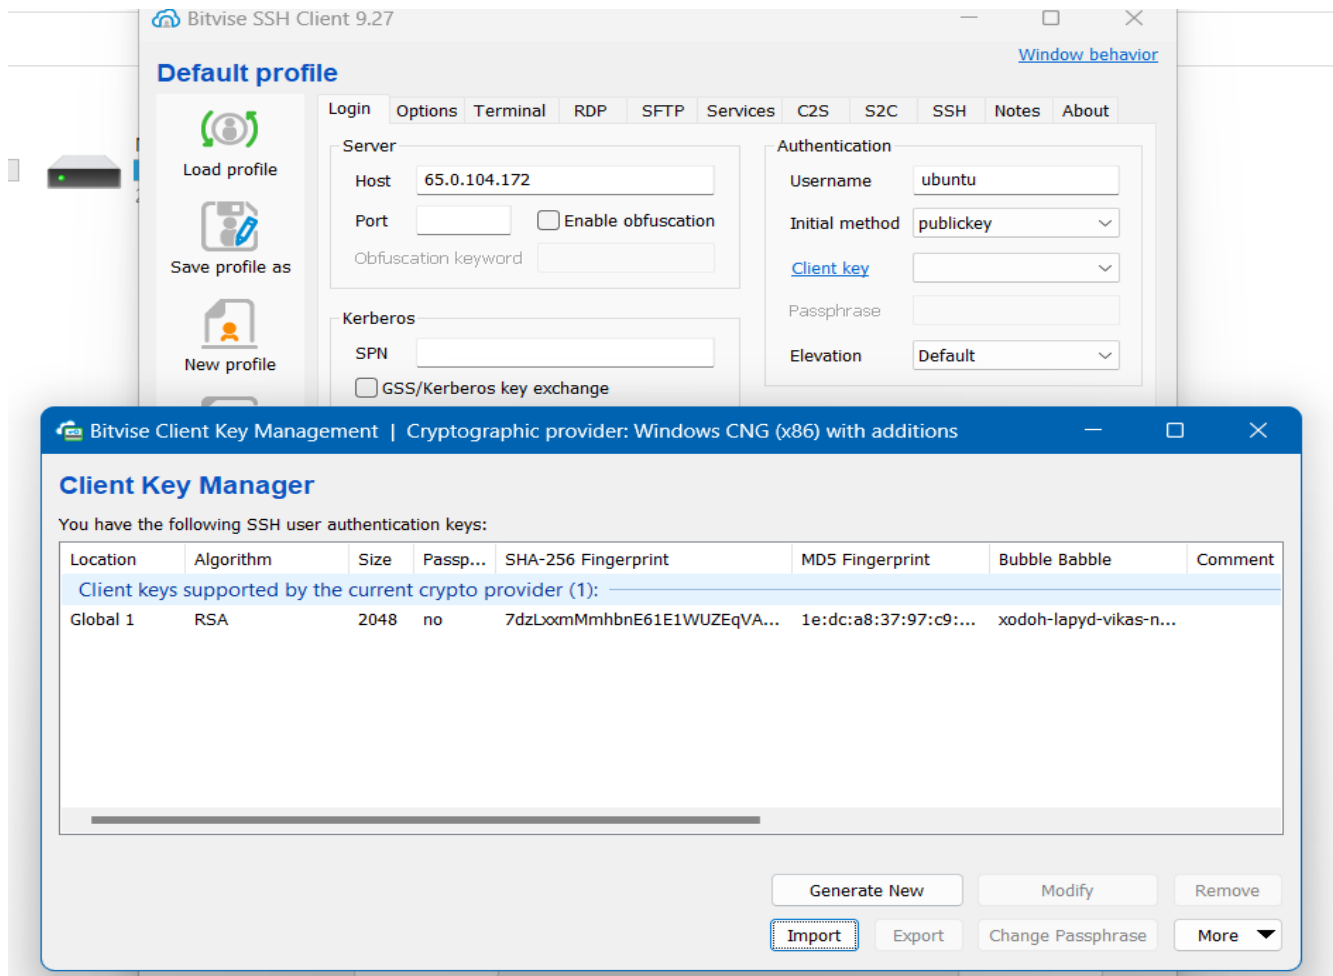 Bitvise SSH Client 9.27
Window behavior
Default profile
Login Options Terminal RDP SFTP Services C2S S2C SSH Notes About
Load profile
Save profile as
New profile
Server
Host 65.0.104.172
Port Enable obfuscation
Obfuscation keyword
Kerberos
SPN
GSS/Kerberos key exchange
Authentication
Username ubuntu
Initial method publickey
Client key
Passphrase
Elevation Default
Bitvise Client Key Management | Cryptographic provider: Windows CNG (x86) with additions
Client Key Manager
You have the following SSH user authentication keys:
Location Algorithm Size Passp... SHA-256 Fingerprint MD5 Fingerprint Bubble Babble Comment
Client keys supported by the current crypto provider (1):
Global 1 RSA 2048 no 7dzLxxmMmhbnE61E1WUZEqVA... 1e:dc:a8:37:97:c9:... xodoh-lapyd-vikas-n...
Generate New Modify Remove
Import Export Change Passphrase More